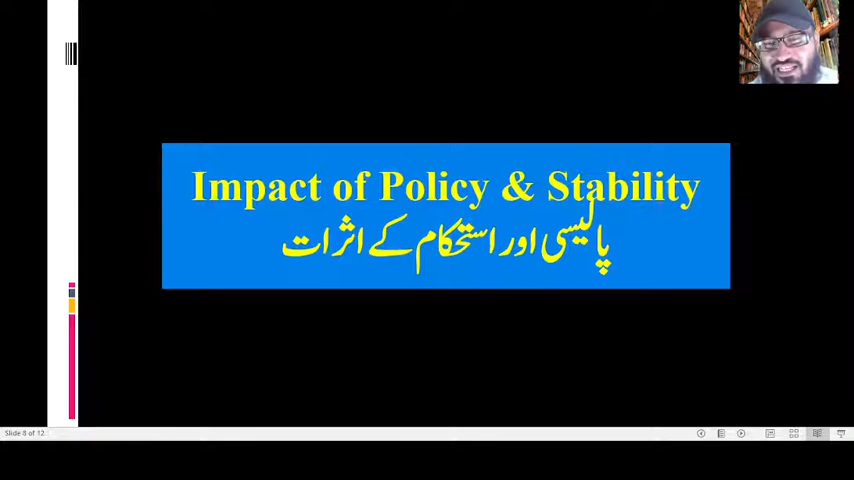 Impact of Policy & Stability
پالیسی اور استحکام کے اثرات
Slide 8 of 12